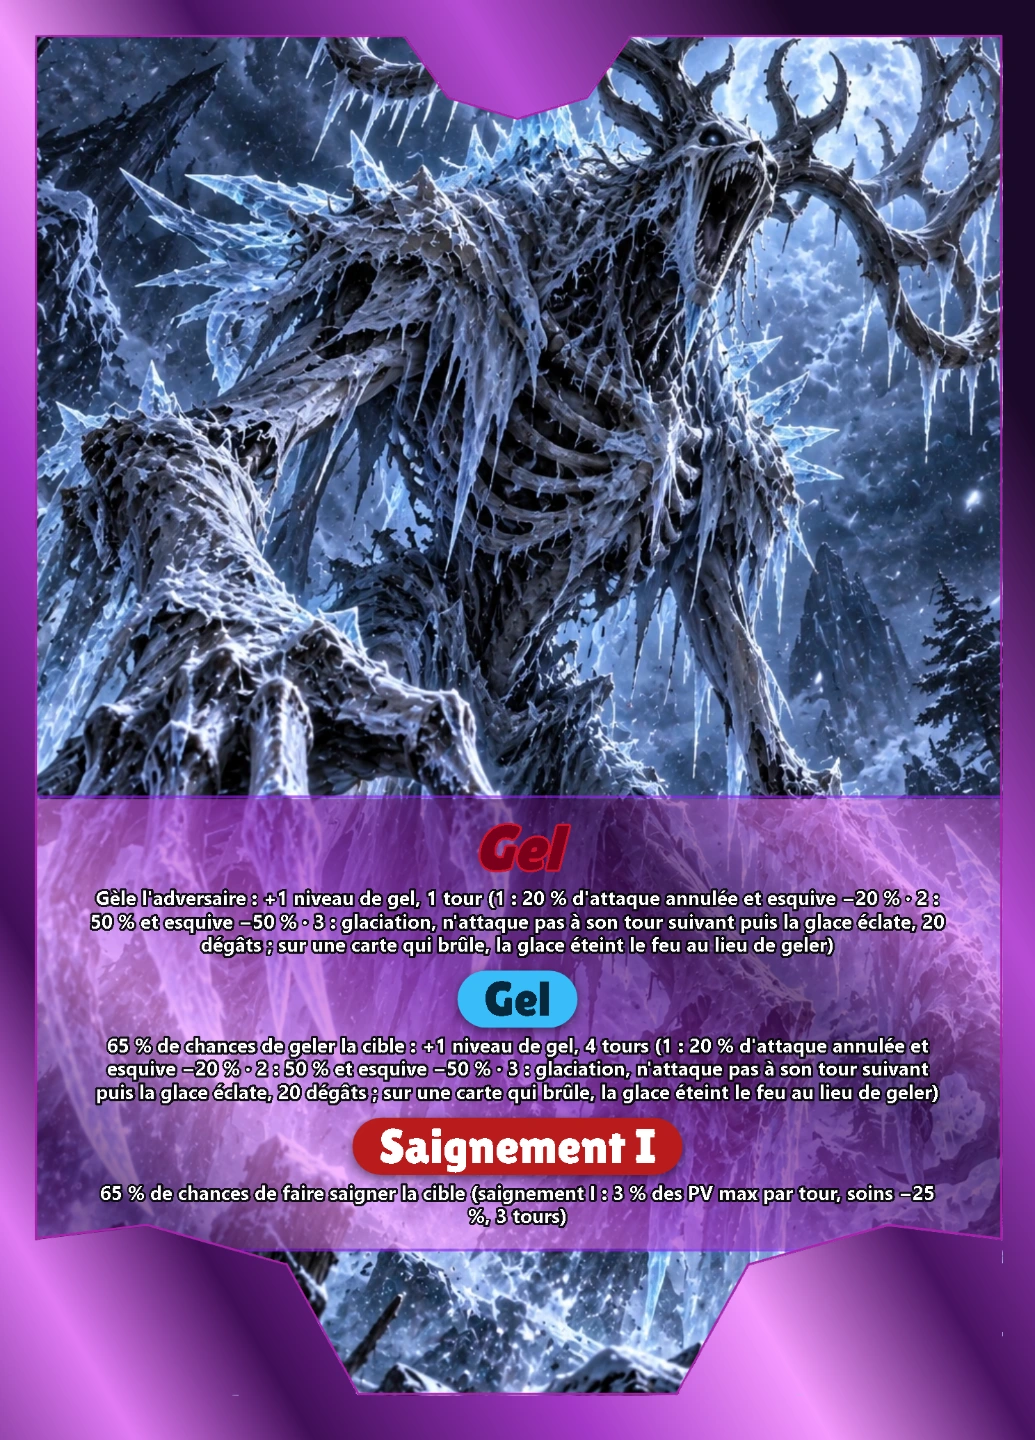 Gel
Gèle l'adversaire : +1 niveau de gel, 1 tour (1 : 20 % d'attaque annulée et esquive −20 % · 2 :
50 % et esquive −50 % · 3 : glaciation, n'attaque pas à son tour suivant puis la glace éclate, 20
dégâts ; sur une carte qui brûle, la glace éteint le feu au lieu de geler)
Gel
65 % de chances de geler la cible : +1 niveau de gel, 4 tours (1 : 20 % d'attaque annulée et
esquive −20 % · 2 : 50 % et esquive −50 % · 3 : glaciation, n'attaque pas à son tour suivant
puis la glace éclate, 20 dégâts ; sur une carte qui brûle, la glace éteint le feu au lieu de geler)
Saignement I
65 % de chances de faire saigner la cible (saignement I : 3 % des PV max par tour, soins −25
%, 3 tours)